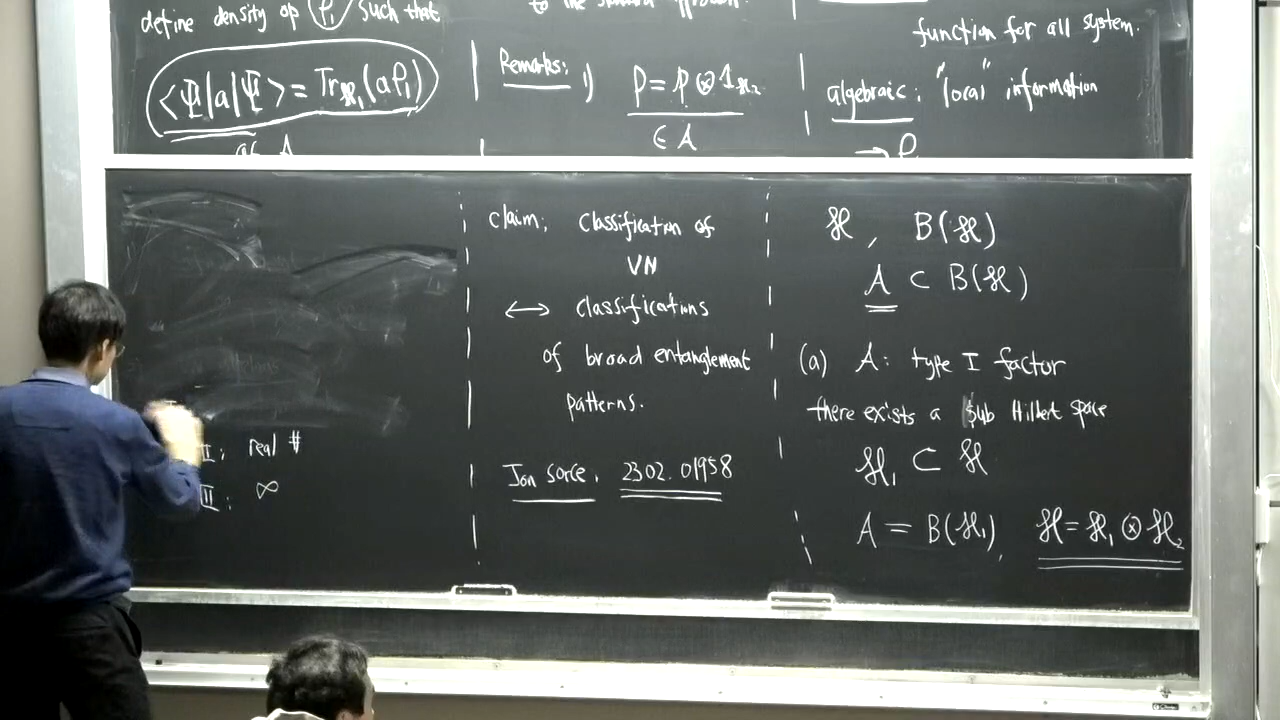 define density op ρ₁ such that
⟨Ψ|a|Ψ⟩ = Tr_ℋ₁(aρ₁)
Remarks: 1) P = p ⊗ 1_ℋ₂
∈ A
function for all system.
algebraic: "local" information
→ ρ
II: real #
III: ∞
claim: classification of
VN
↔ classifications
of broad entanglement
patterns.
Jon Sorce, 2302.01958
ℋ, B(ℋ)
A ⊂ B(ℋ)
(a) A: type I factor
there exists a sub Hilbert space
ℋ₁ ⊂ ℋ
A = B(ℋ₁), ℋ = ℋ₁ ⊗ ℋ₂